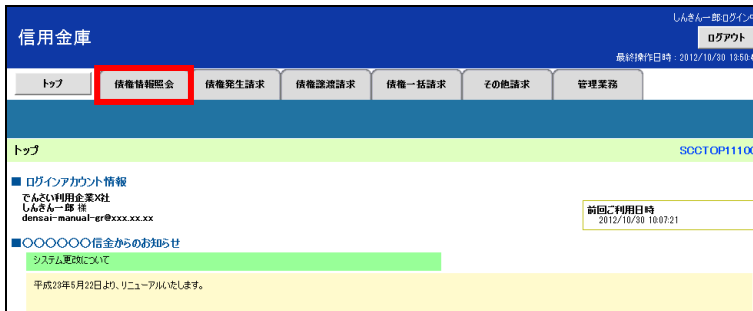 しんきん一郎:ログイン中
信用金庫
ログアウト
最終操作日時：2012/10/30 13:50:4
トップ 債権情報照会 債権発生請求 債権譲渡請求 債権一括請求 その他請求 管理業務
トップ SCCTOP11100
■ ログインアカウント情報
でんさい利用企業X社
しんきん一郎 様
densai-manual-gr@xxx.xx.xx
前回ご利用日時
2012/10/30 10:07:21
■〇〇〇〇〇〇信金からのお知らせ
システム更改について
平成23年5月22日より、リニューアルいたします。